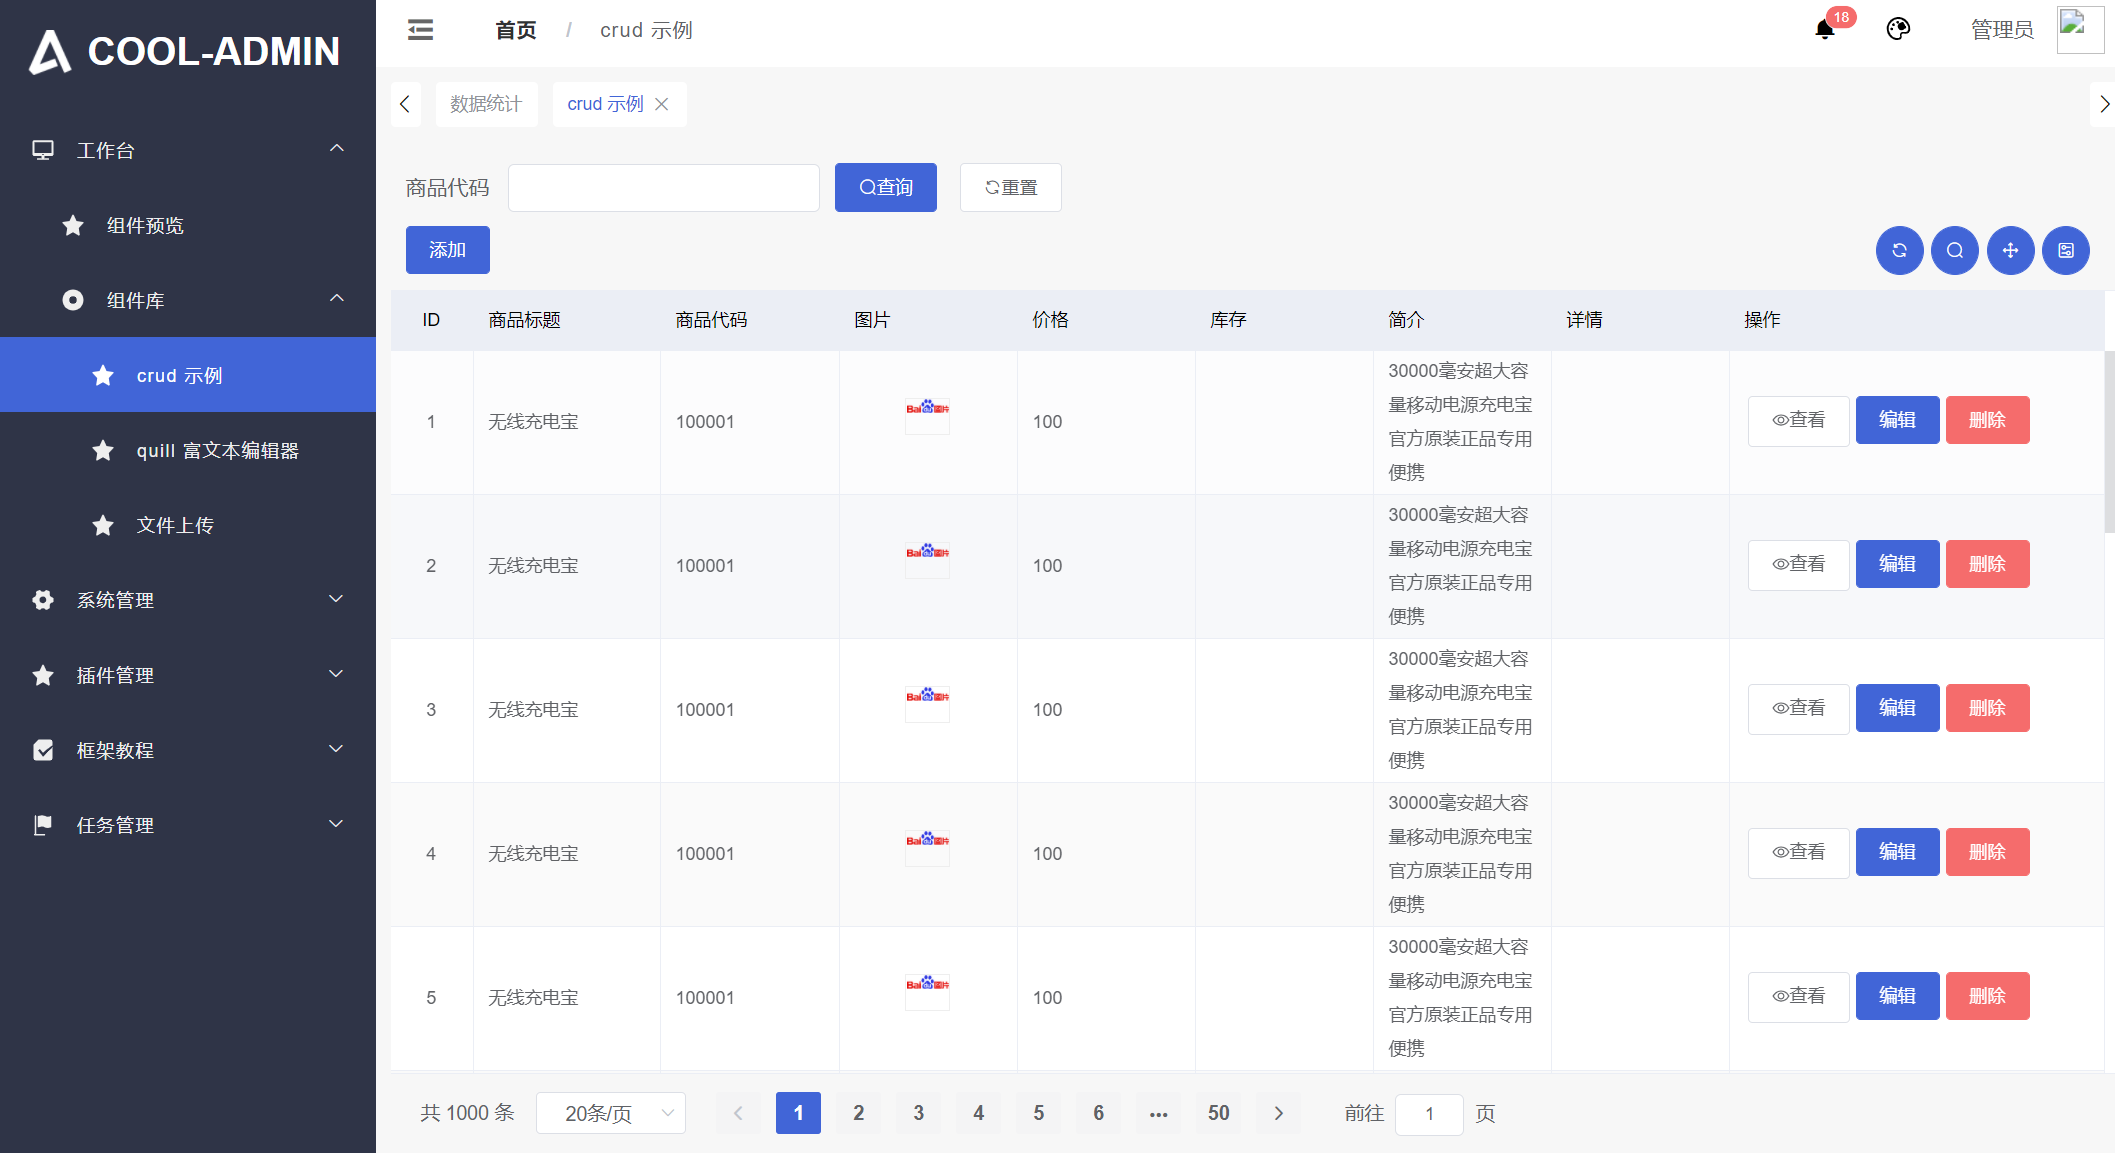 COOL-ADMIN
首页 / crud 示例
18
管理员
工作台
组件预览
组件库
crud 示例
quill 富文本编辑器
文件上传
系统管理
插件管理
框架教程
任务管理
数据统计
crud 示例
商品代码
查询
重置
添加
ID 商品标题 商品代码 图片 价格 库存 简介 详情 操作
1 无线充电宝 100001 Bai du 图片 100
30000毫安超大容
量移动电源充电宝
官方原装正品专用
便携
查看 编辑 删除
2 无线充电宝 100001 Bai du 图片 100
30000毫安超大容
量移动电源充电宝
官方原装正品专用
便携
查看 编辑 删除
3 无线充电宝 100001 Bai du 图片 100
30000毫安超大容
量移动电源充电宝
官方原装正品专用
便携
查看 编辑 删除
4 无线充电宝 100001 Bai du 图片 100
30000毫安超大容
量移动电源充电宝
官方原装正品专用
便携
查看 编辑 删除
5 无线充电宝 100001 Bai du 图片 100
30000毫安超大容
量移动电源充电宝
官方原装正品专用
便携
查看 编辑 删除
共 1000 条 20条/页 1 2 3 4 5 6 ••• 50 前往 1 页